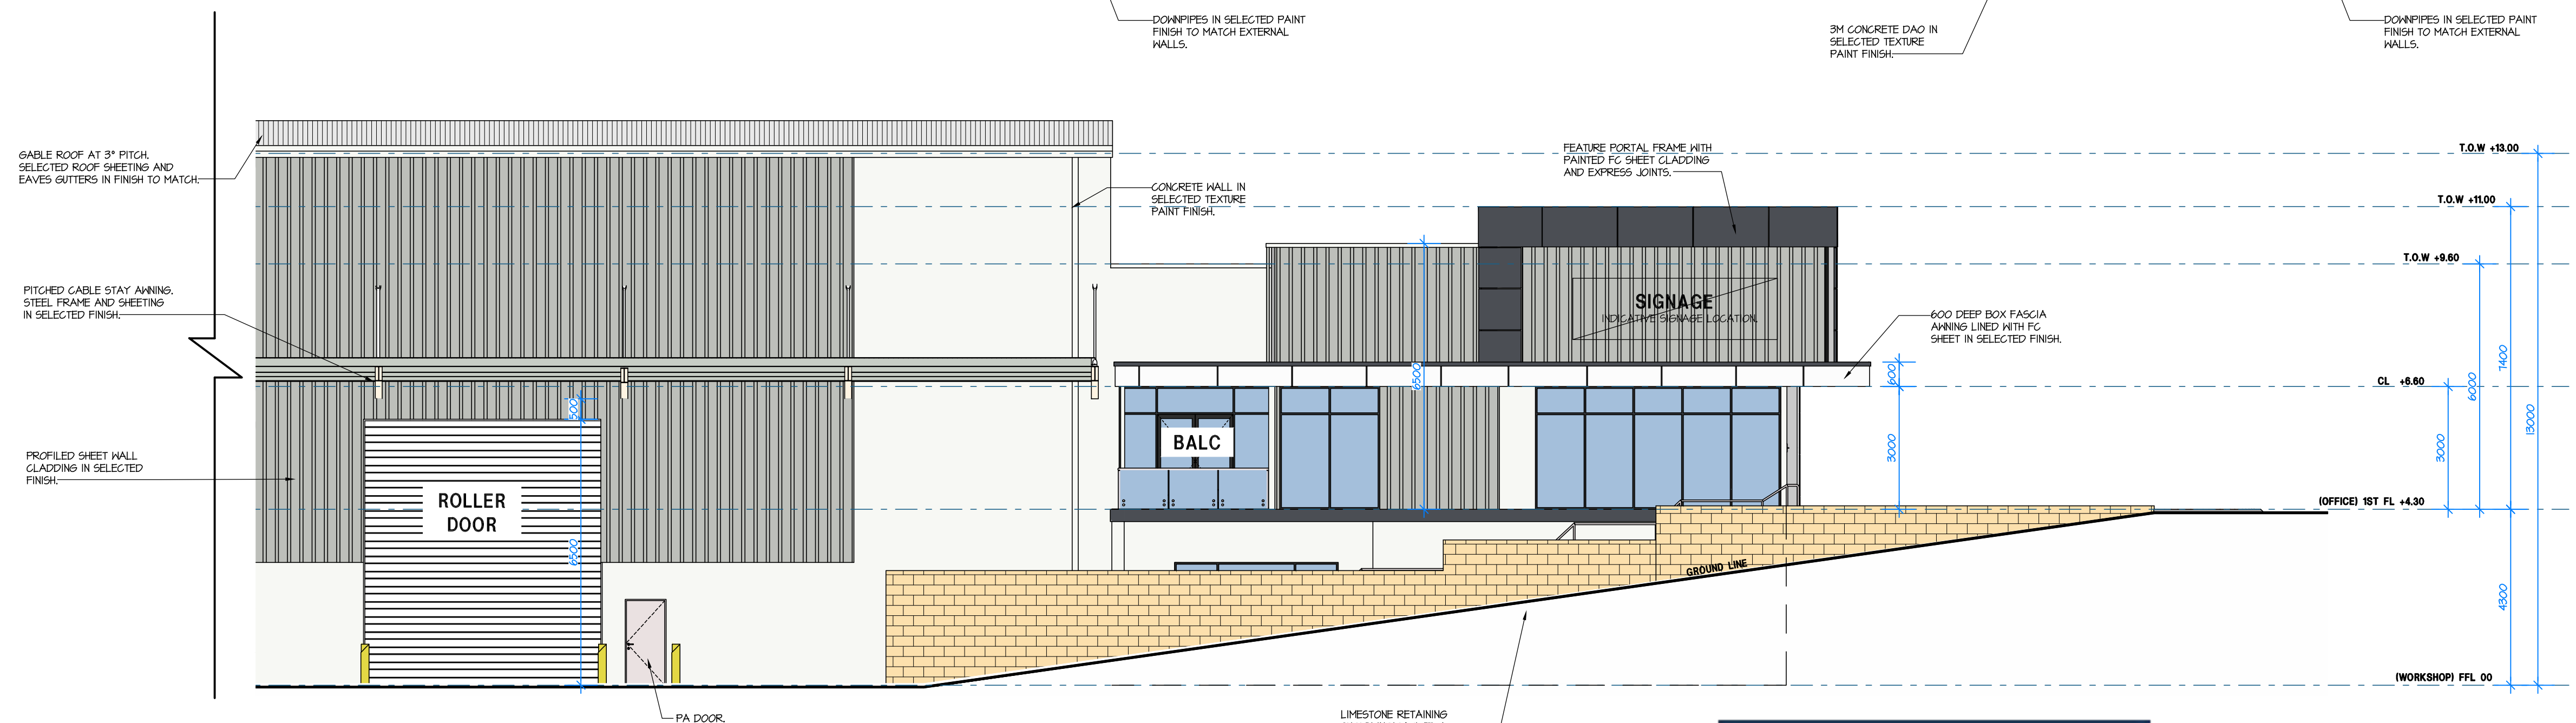 DOWNPIPES IN SELECTED PAINT
FINISH TO MATCH EXTERNAL
WALLS.
3M CONCRETE DAO IN
SELECTED TEXTURE
PAINT FINISH.
DOWNPIPES IN SELECTED PAINT
FINISH TO MATCH EXTERNAL
WALLS.
GABLE ROOF AT 3° PITCH.
SELECTED ROOF SHEETING AND
EAVES GUTTERS IN FINISH TO MATCH.
FEATURE PORTAL FRAME WITH
PAINTED FC SHEET CLADDING
AND EXPRESS JOINTS.
T.O.W +13.00
CONCRETE WALL IN
SELECTED TEXTURE
PAINT FINISH.
T.O.W +11.00
T.O.W +9.60
PITCHED CABLE STAY AWNING.
STEEL FRAME AND SHEETING
IN SELECTED FINISH.
SIGNAGE
INDICATIVE SIGNAGE LOCATION.
600 DEEP BOX FASCIA
AWNING LINED WITH FC
SHEET IN SELECTED FINISH.
6500
600
7400
6000
13000
CL +6.60
500
BALC
3000
3000
PROFILED SHEET WALL
CLADDING IN SELECTED
FINISH.
ROLLER
DOOR
(OFFICE) 1ST FL +4.30
6500
GROUND LINE
4300
(WORKSHOP) FFL 00
PA DOOR.
LIMESTONE RETAINING